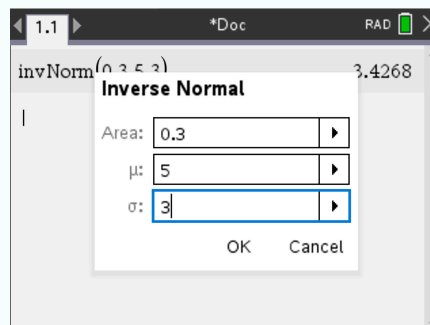 1.1 *Doc RAD
invNorm(0.3,5,3) 3.4268
Inverse Normal
Area: 0.3
μ: 5
σ: 3
OK Cancel